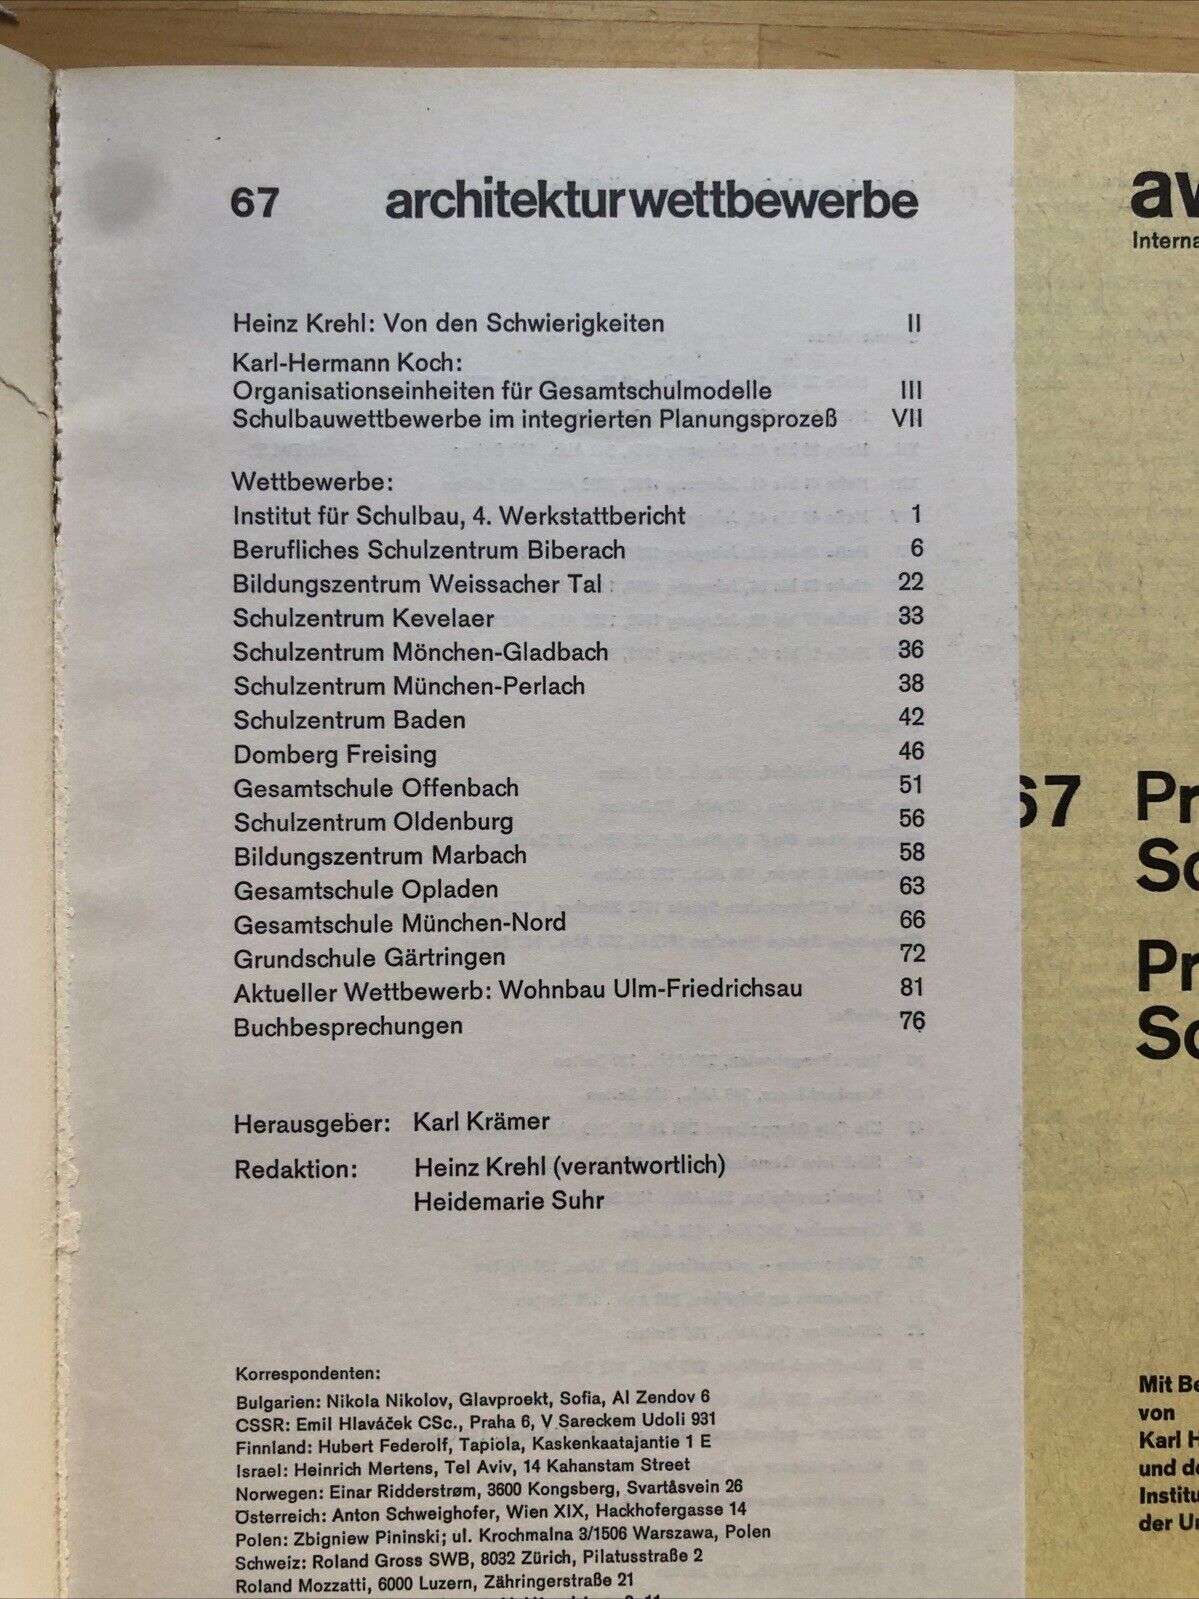 67 architekturwettbewerbe
Heinz Krehl: Von den Schwierigkeiten II
Karl-Hermann Koch:
Organisationseinheiten für Gesamtschulmodelle III
Schulbauwettbewerbe im integrierten Planungsprozeß VII
Wettbewerbe:
Institut für Schulbau, 4. Werkstattbericht 1
Berufliches Schulzentrum Biberach 6
Bildungszentrum Weissacher Tal 22
Schulzentrum Kevelaer 33
Schulzentrum Mönchen-Gladbach 36
Schulzentrum München-Perlach 38
Schulzentrum Baden 42
Domberg Freising 46
Gesamtschule Offenbach 51
Schulzentrum Oldenburg 56
Bildungszentrum Marbach 58
Gesamtschule Opladen 63
Gesamtschule München-Nord 66
Grundschule Gärtringen 72
Aktueller Wettbewerb: Wohnbau Ulm-Friedrichsau 81
Buchbesprechungen 76
Herausgeber: Karl Krämer
Redaktion: Heinz Krehl (verantwortlich)
Heidemarie Suhr
Korrespondenten:
Bulgarien: Nikola Nikolov, Glavproekt, Sofia, Al Zendov 6
CSSR: Emil Hlaváček CSc., Praha 6, V Sareckem Udoli 931
Finnland: Hubert Federolf, Tapiola, Kaskenkaatajantie 1 E
Israel: Heinrich Mertens, Tel Aviv, 14 Kahanstam Street
Norwegen: Einar Ridderstrøm, 3600 Kongsberg, Svartåsvein 26
Österreich: Anton Schweighofer, Wien XIX, Hackhofergasse 14
Polen: Zbigniew Pininski; ul. Krochmalna 3/1506 Warszawa, Polen
Schweiz: Roland Gross SWB, 8032 Zürich, Pilatusstraße 2
Roland Mozzatti, 6000 Luzern, Zähringerstraße 21
aw
Interna
67 Pr
Sc
Pr
Sc
Mit Be
von
Karl H
und de
Institu
der Un